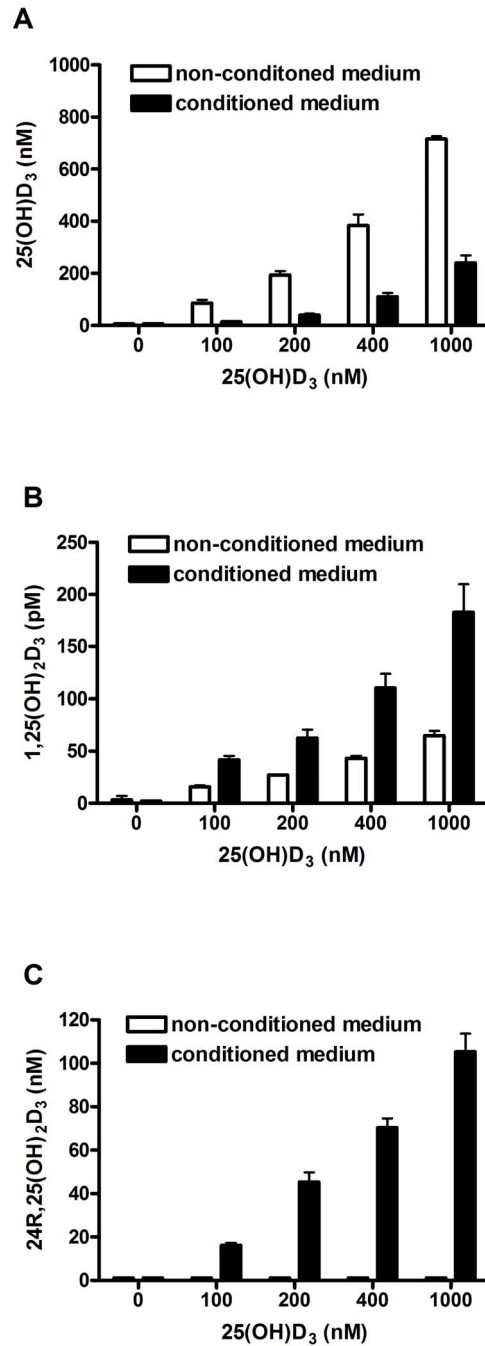 A
1000
800
600
400
200
0
25(OH)D₃ (nM)
non-conditoned medium
conditioned medium
0 100 200 400 1000
25(OH)D₃ (nM)
B
250
200
150
100
50
0
1,25(OH)₂D₃ (pM)
non-conditioned medium
conditioned medium
0 100 200 400 1000
25(OH)D₃ (nM)
C
120
100
80
60
40
20
0
24R,25(OH)₂D₃ (nM)
non-conditioned medium
conditioned medium
0 100 200 400 1000
25(OH)D₃ (nM)